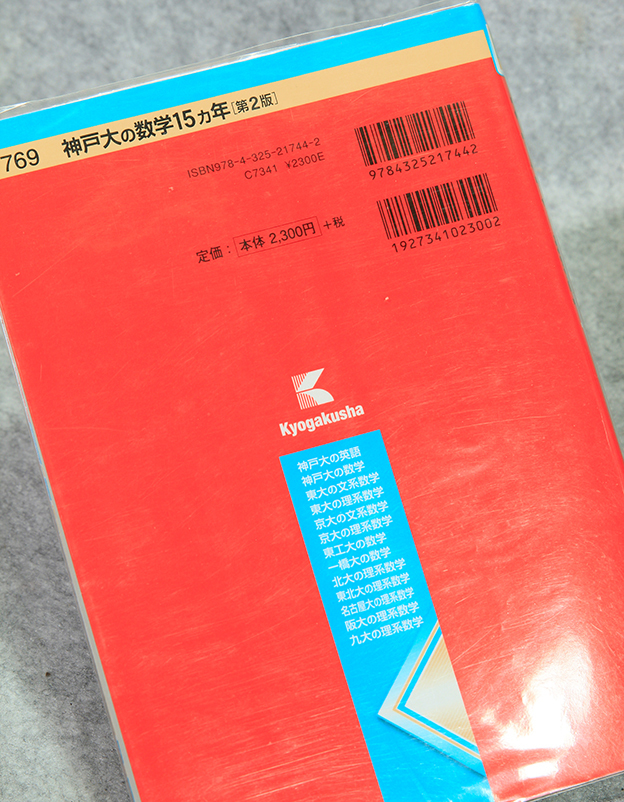 769 神戸大の数学15ヵ年[第2版]
ISBN978-4-325-21744-2
C7341 ¥2300E
9784325217442
定価：本体 2,300円 +税
1927341023002
Kyogakusha
神戸大の英語
神戸大の数学
東大の文系数学
東大の理系数学
京大の文系数学
京大の理系数学
東工大の数学
一橋大の数学
北大の理系数学
東北大の理系数学
名古屋大の理系数学
阪大の理系数学
九大の理系数学